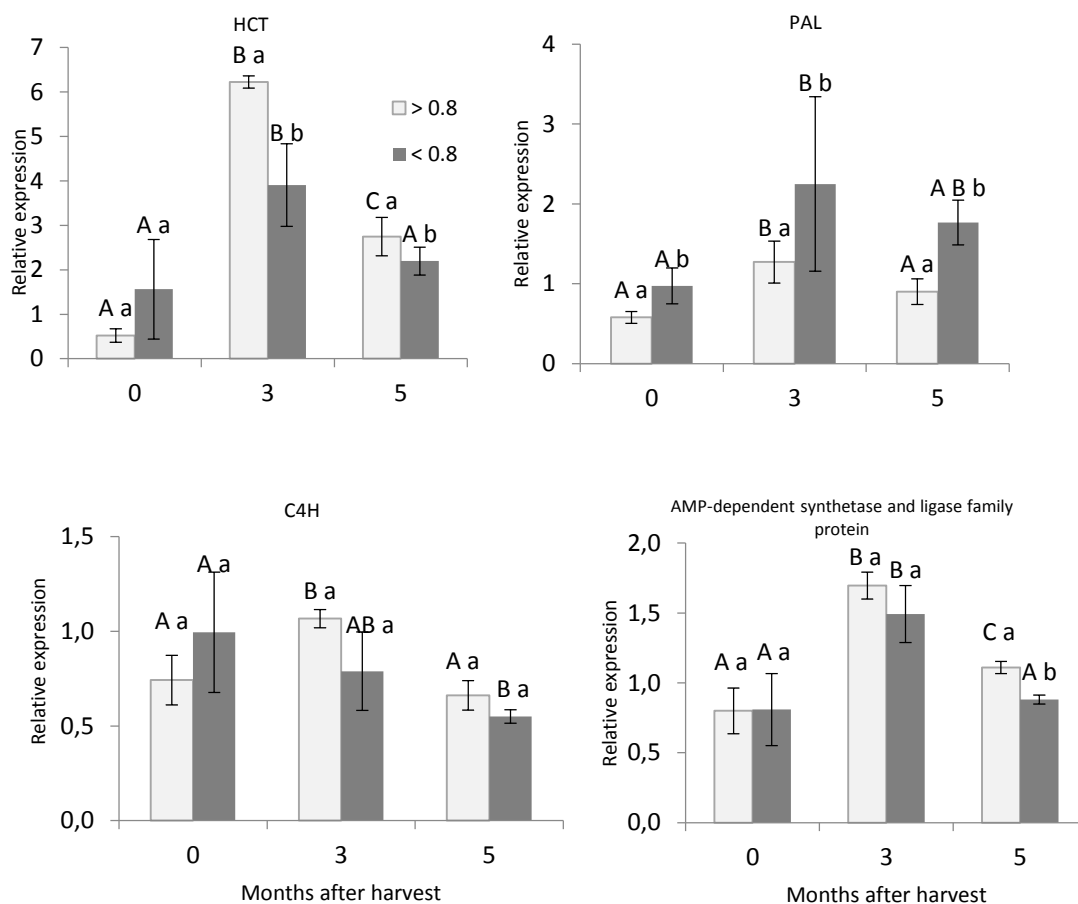 HCT
Relative expression
7
6
5
4
3
2
1
0
> 0.8
< 0.8
A a
A a
B a
B b
C a
A b
0 3 5
PAL
Relative expression
4
3
2
1
0
A a
A b
B a
B b
A a
A B b
0 3 5
C4H
Relative expression
1,5
1,0
0,5
0,0
A a
A a
B a
AB a
A a
B a
0 3 5
Months after harvest
AMP-dependent synthetase and ligase family
protein
Relative expression
2,0
1,5
1,0
0,5
0,0
A a
A a
B a
B a
C a
A b
0 3 5
Months after harvest